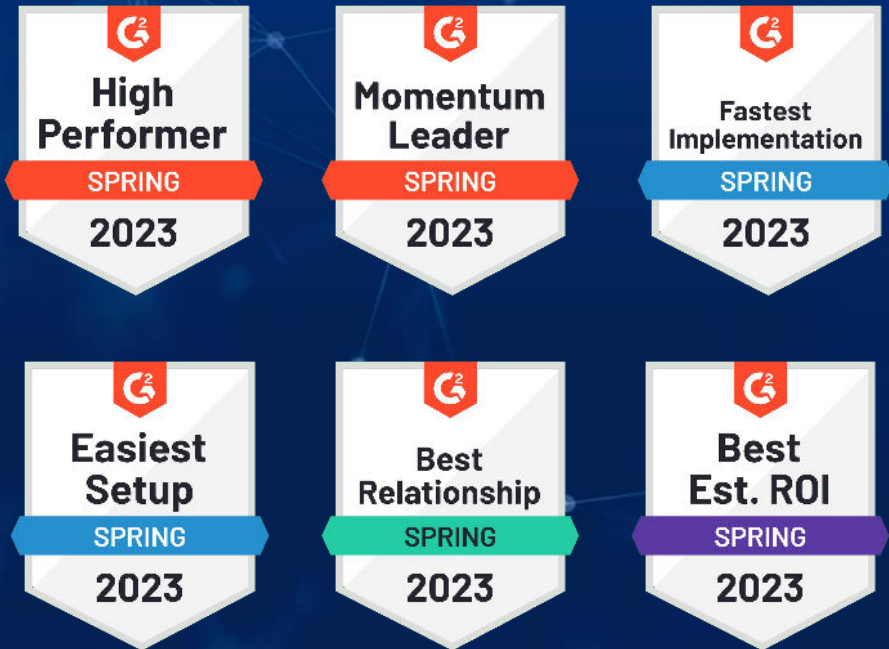 G2
High
Performer
SPRING
2023
G2
Momentum
Leader
SPRING
2023
G2
Fastest
Implementation
SPRING
2023
G2
Easiest
Setup
SPRING
2023
G2
Best
Relationship
SPRING
2023
G2
Best
Est. ROI
SPRING
2023